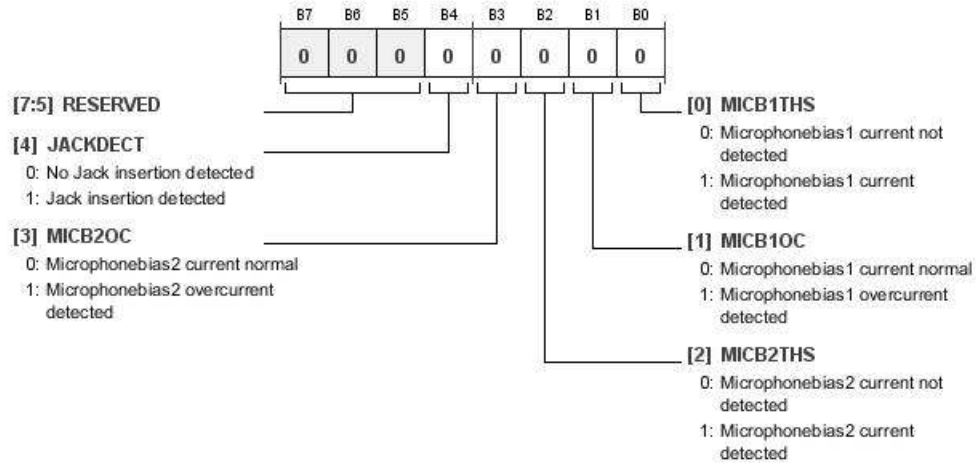 B7 B6 B5 B4 B3 B2 B1 B0
0 0 0 0 0 0 0 0
[7:5] RESERVED
[4] JACKDECT
0: No Jack insertion detected
1: Jack insertion detected
[3] MICB2OC
0: Microphonebias2 current normal
1: Microphonebias2 overcurrent
detected
[0] MICB1THS
0: Microphonebias1 current not
detected
1: Microphonebias1 current
detected
[1] MICB1OC
0: Microphonebias1 current normal
1: Microphonebias1 overcurrent
detected
[2] MICB2THS
0: Microphonebias2 current not
detected
1: Microphonebias2 current
detected